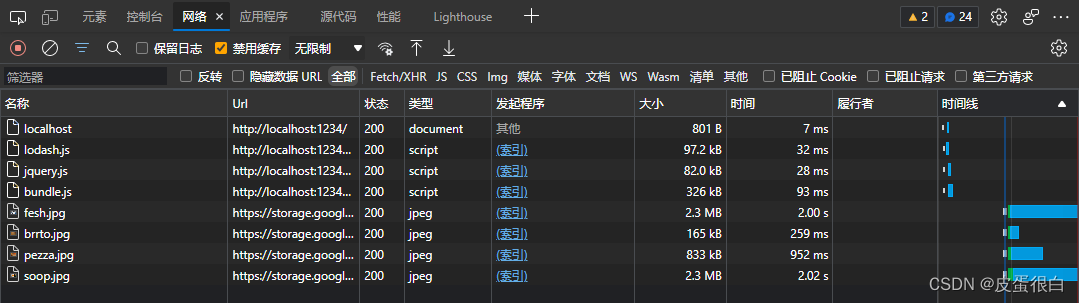 元素 控制台 网络 × 应用程序 源代码 性能 Lighthouse 2 24
保留日志 禁用缓存 无限制
筛选器 反转 隐藏数据 URL 全部 Fetch/XHR JS CSS Img 媒体 字体 文档 WS Wasm 清单 其他 已阻止 Cookie 已阻止请求 第三方请求
名称 Url 状态 类型 发起程序 大小 时间 履行者 时间线
localhost http://localhost:1234/ 200 document 其他 801 B 7 ms
lodash.js http://localhost:1234... 200 script (索引) 97.2 kB 32 ms
jquery.js http://localhost:1234... 200 script (索引) 82.0 kB 28 ms
bundle.js http://localhost:1234... 200 script (索引) 326 kB 93 ms
fesh.jpg https://storage.googl... 200 jpeg (索引) 2.3 MB 2.00 s
brrto.jpg https://storage.googl... 200 jpeg (索引) 165 kB 259 ms
pezza.jpg https://storage.googl... 200 jpeg (索引) 833 kB 952 ms
soop.jpg https://storage.googl... 200 jpeg (索引) 2.3 MB 2.02 s
CSDN @皮蛋很白